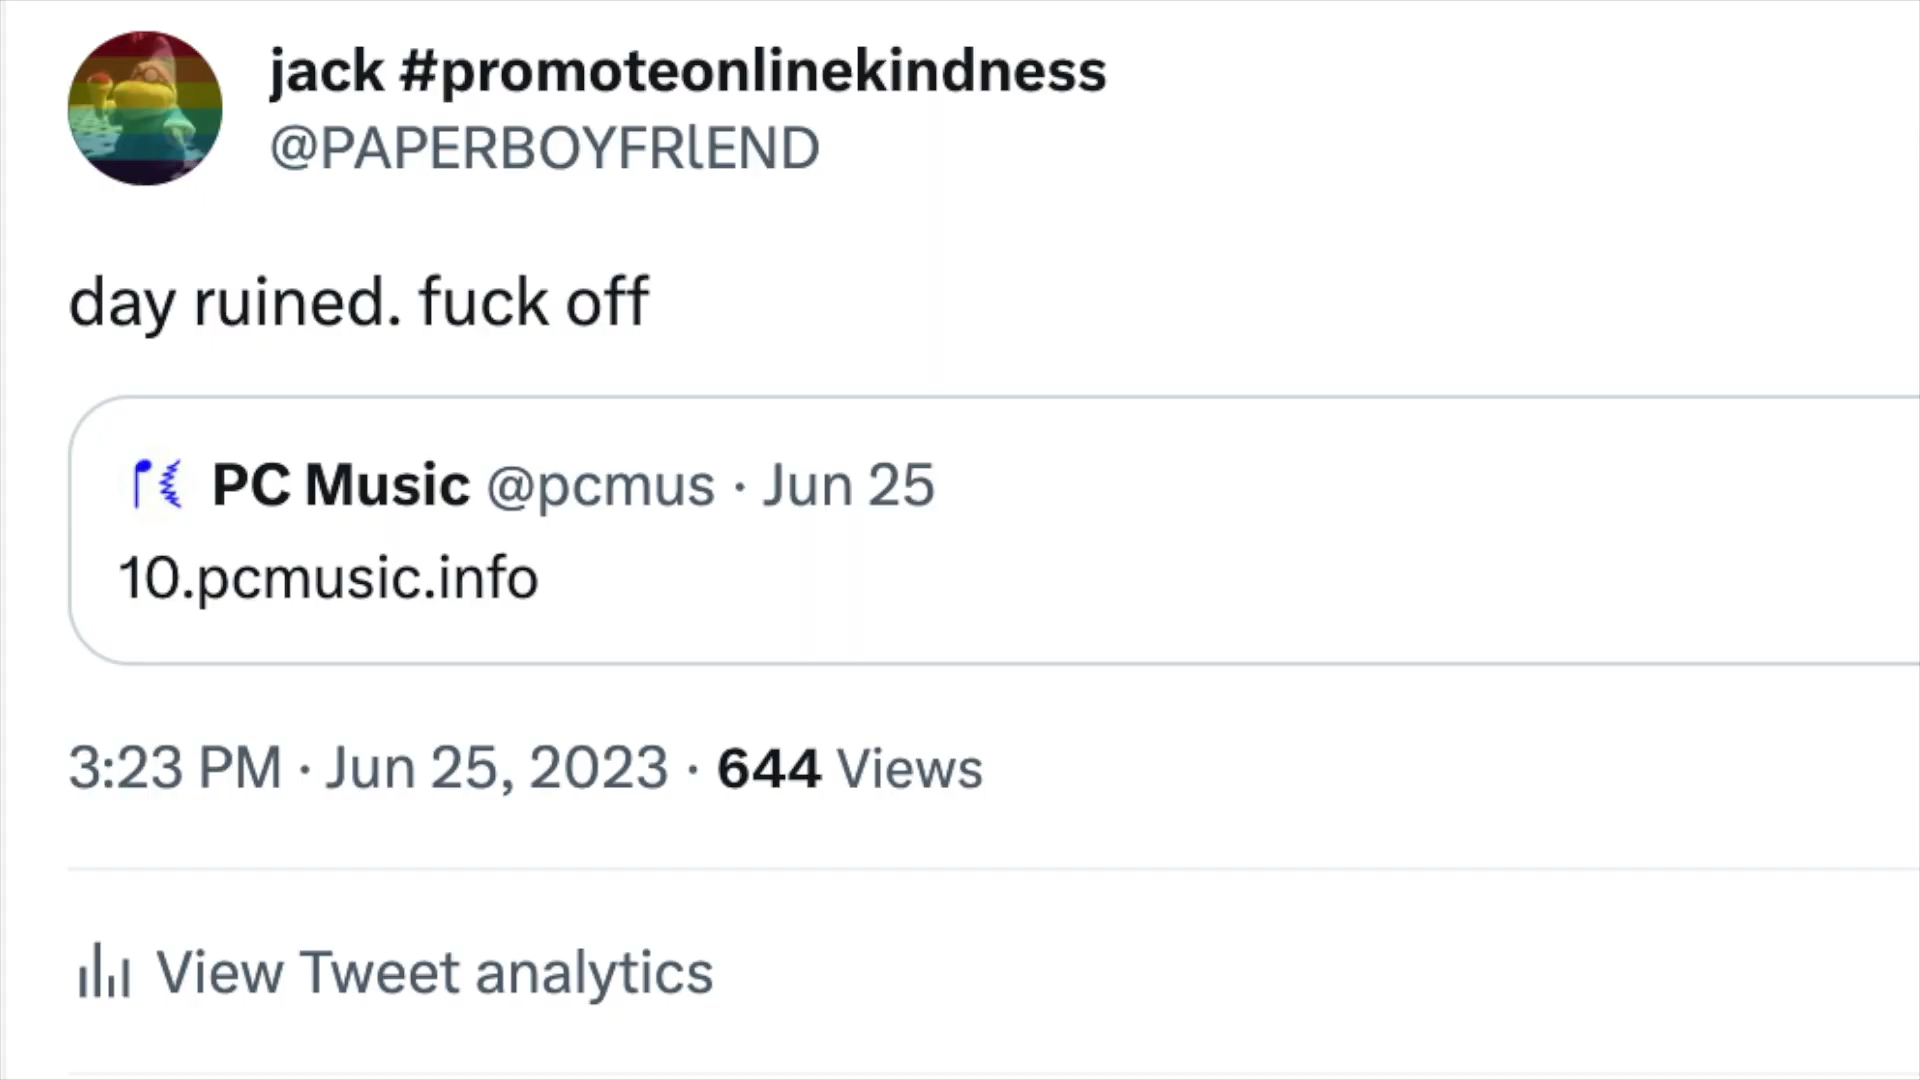 jack #promoteonlinekindness
@PAPERBOYFRlEND
day ruined. fuck off
PC Music @pcmus · Jun 25
10.pcmusic.info
3:23 PM · Jun 25, 2023 · 644 Views
View Tweet analytics